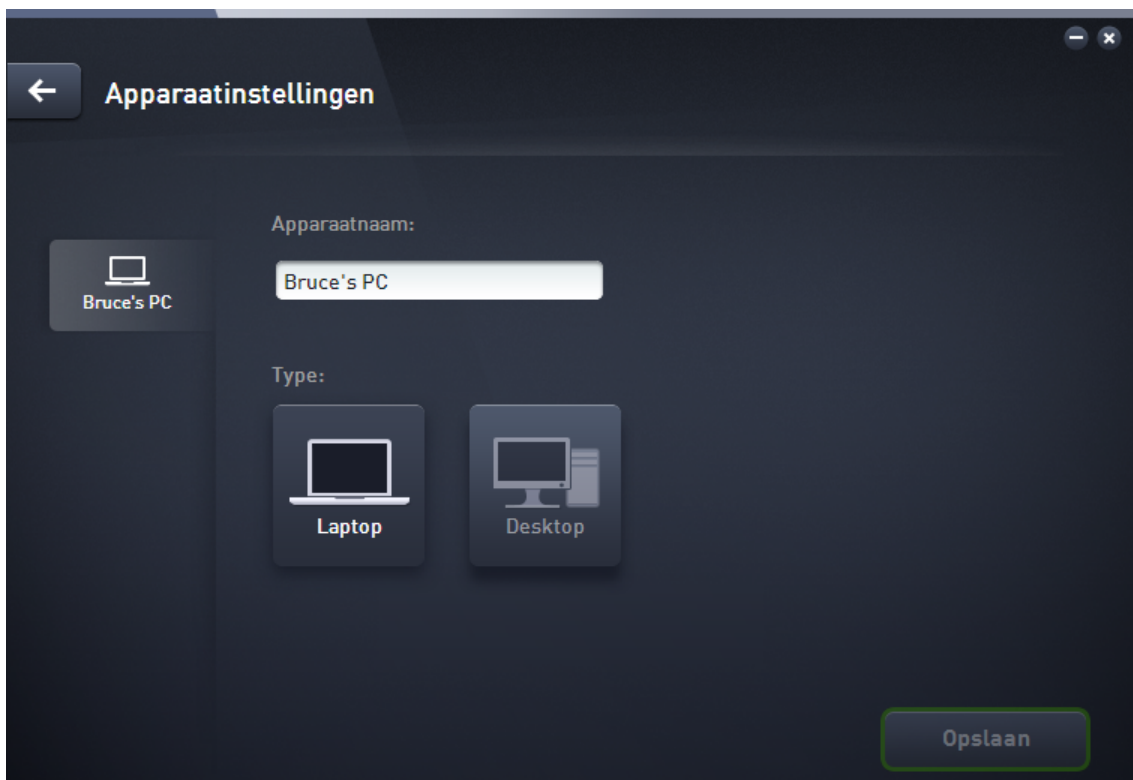 Apparaatinstellingen
Apparaatnaam:
Bruce's PC
Bruce's PC
Type:
Laptop
Desktop
Opslaan